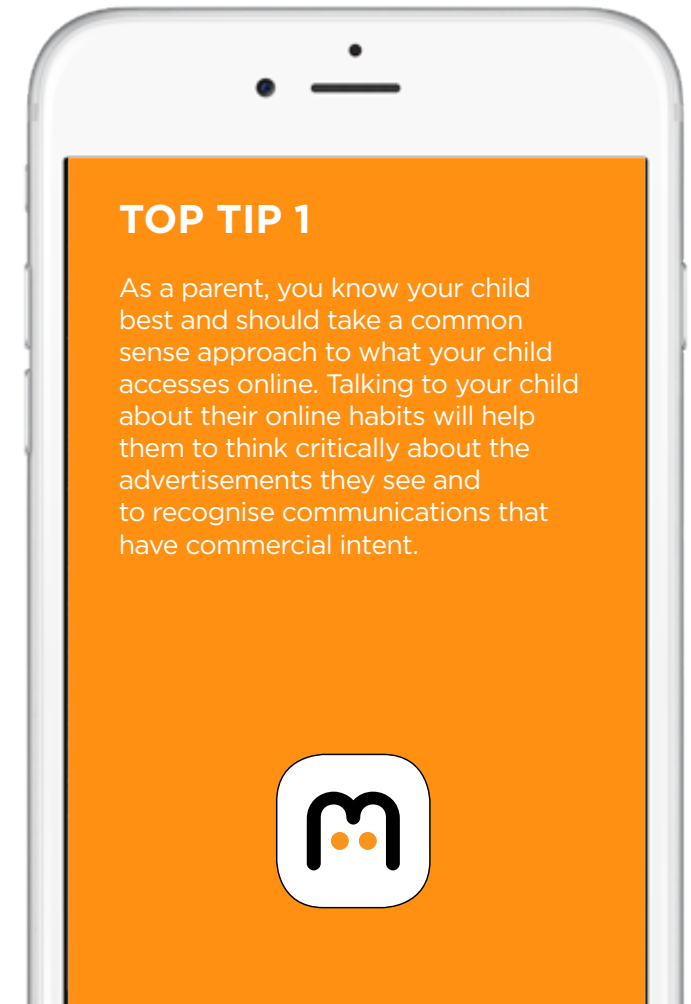 TOP TIP 1
As a parent, you know your child
best and should take a common
sense approach to what your child
accesses online. Talking to your child
about their online habits will help
them to think critically about the
advertisements they see and
to recognise communications that
have commercial intent.